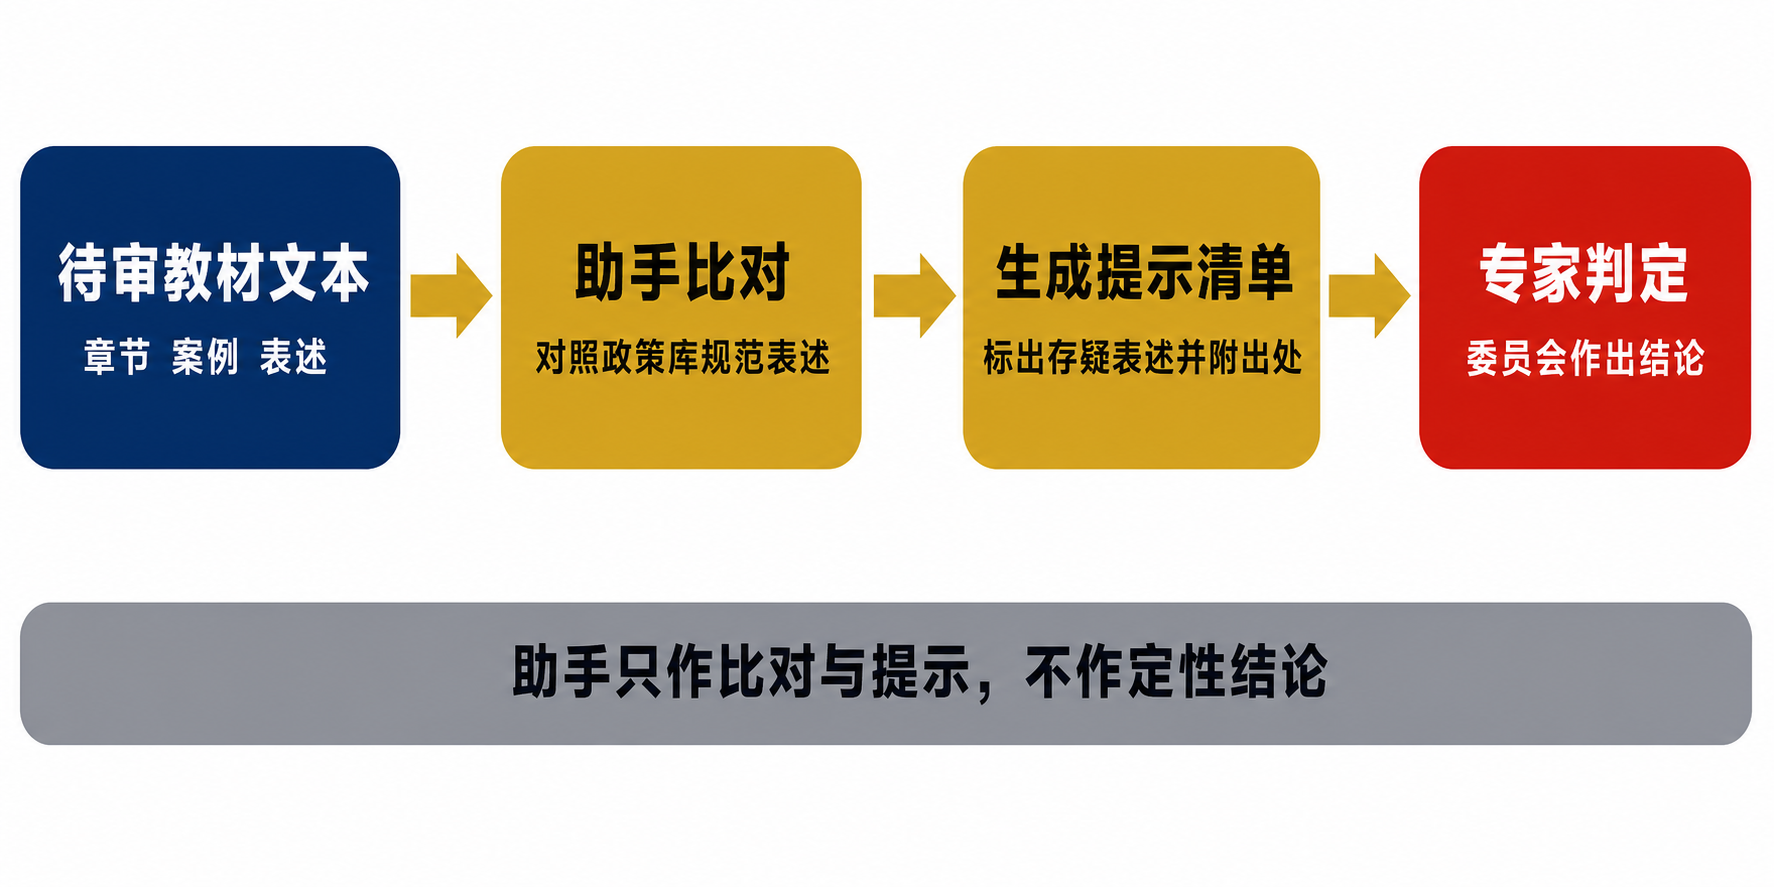 待审教材文本
章节 案例 表述
助手比对
对照政策库规范表述
生成提示清单
标出存疑表述并附出处
专家判定
委员会作出结论
助手只作比对与提示，不作定性结论